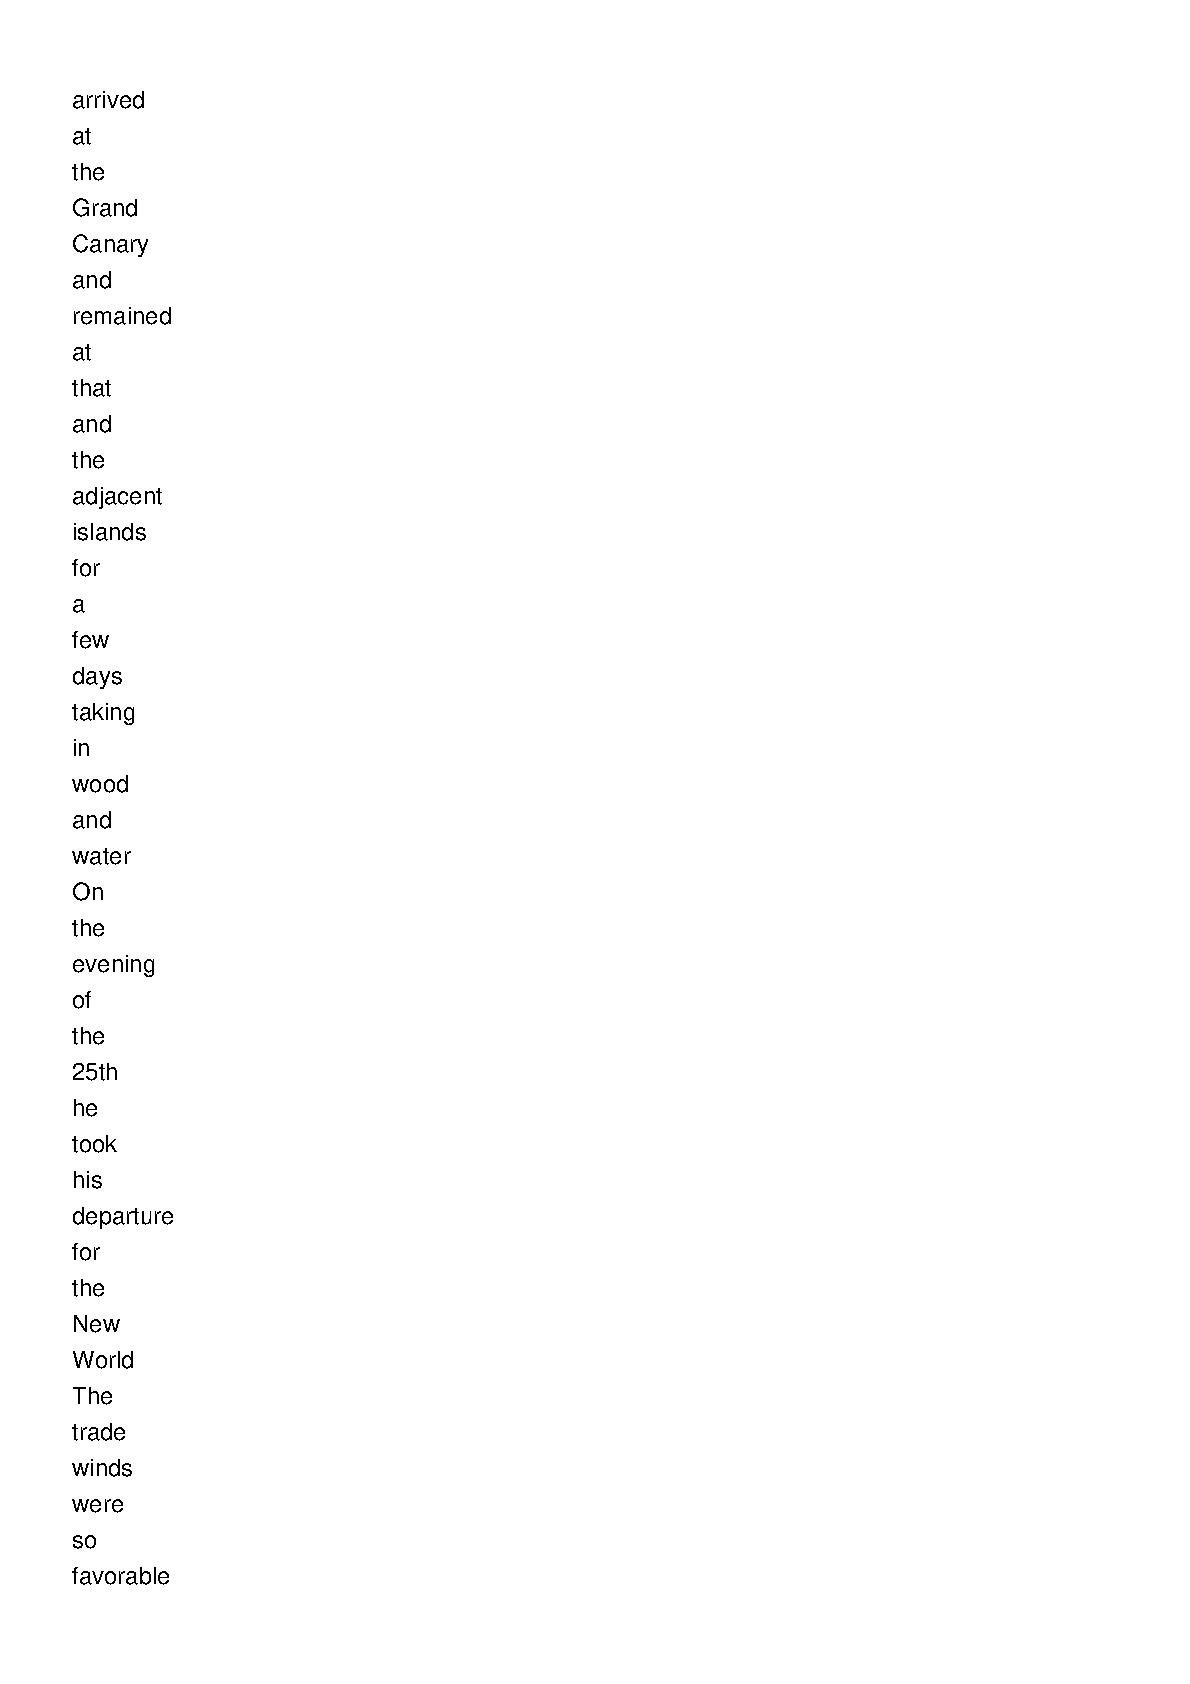 arrived
at
the
Grand
Canary
and
remained
at
that
and
the
adjacent
islands
for
a
few
days
taking
in
wood
and
water
On
the
evening
of
the
25th
he
took
his
departure
for
the
New
World
The
trade
winds
were
so
favorable